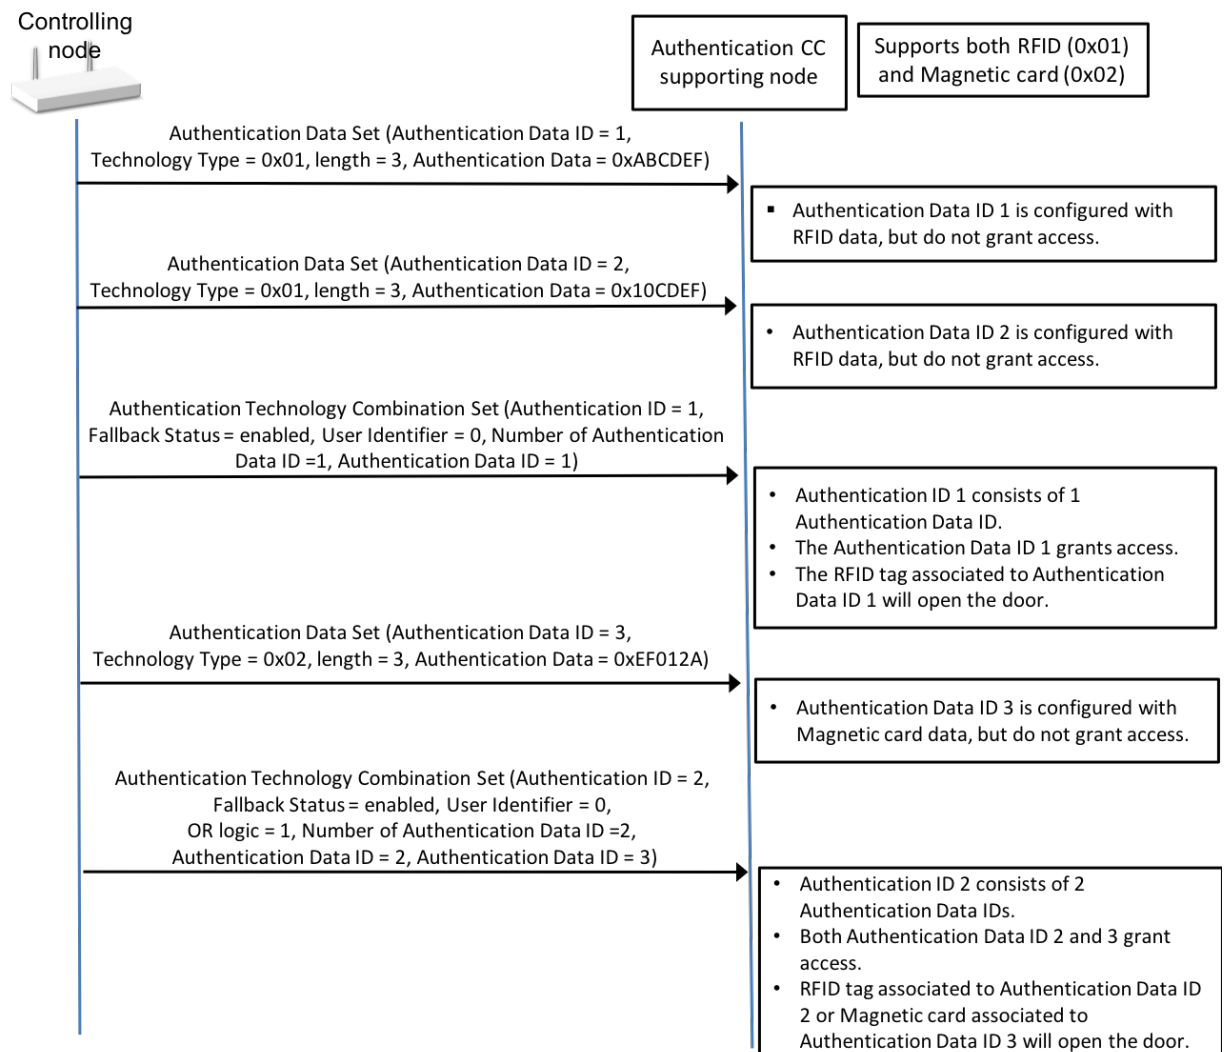 Controlling
node
Authentication CC
supporting node
Supports both RFID (0x01)
and Magnetic card (0x02)
Authentication Data Set (Authentication Data ID = 1,
Technology Type = 0x01, length = 3, Authentication Data = 0xABCDEF)
▪ Authentication Data ID 1 is configured with
RFID data, but do not grant access.
Authentication Data Set (Authentication Data ID = 2,
Technology Type = 0x01, length = 3, Authentication Data = 0x10CDEF)
• Authentication Data ID 2 is configured with
RFID data, but do not grant access.
Authentication Technology Combination Set (Authentication ID = 1,
Fallback Status = enabled, User Identifier = 0, Number of Authentication
Data ID =1, Authentication Data ID = 1)
• Authentication ID 1 consists of 1
Authentication Data ID.
• The Authentication Data ID 1 grants access.
• The RFID tag associated to Authentication
Data ID 1 will open the door.
Authentication Data Set (Authentication Data ID = 3,
Technology Type = 0x02, length = 3, Authentication Data = 0xEF012A)
• Authentication Data ID 3 is configured with
Magnetic card data, but do not grant access.
Authentication Technology Combination Set (Authentication ID = 2,
Fallback Status = enabled, User Identifier = 0,
OR logic = 1, Number of Authentication Data ID =2,
Authentication Data ID = 2, Authentication Data ID = 3)
• Authentication ID 2 consists of 2
Authentication Data IDs.
• Both Authentication Data ID 2 and 3 grant
access.
• RFID tag associated to Authentication Data ID
2 or Magnetic card associated to
Authentication Data ID 3 will open the door.